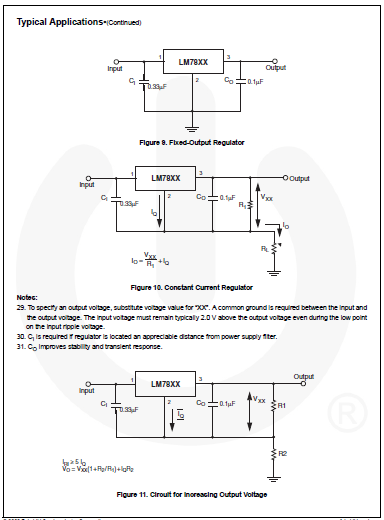 Typical Applications (Continued)
1
3
LM78XX
Input
Output
2
CI
0.33μF
CO
0.1μF
Figure 9. Fixed-Output Regulator
1
3
LM78XX
Input
Output
2
CI
0.33μF
CO
0.1μF
VXX
R1
IQ
IO
RL
IO = VXX/R1 + IQ
Figure 10. Constant Current Regulator
Notes:
29. To specify an output voltage, substitute voltage value for "XX". A common ground is required between the Input and
the output voltage. The input voltage must remain typically 2.0 V above the output voltage even during the low point
on the input ripple voltage.
30. CI is required if regulator is located an appreciable distance from power supply filter.
31. CO improves stability and transient response.
Output
1
3
LM78XX
Input
2
CI
0.33μF
CO
0.1μF
VXX
R1
IQ
R2
IRI ≥ 5 IQ
VO = VXX(1+R2/R1)+IQR2
Figure 11. Circuit for Increasing Output Voltage
®